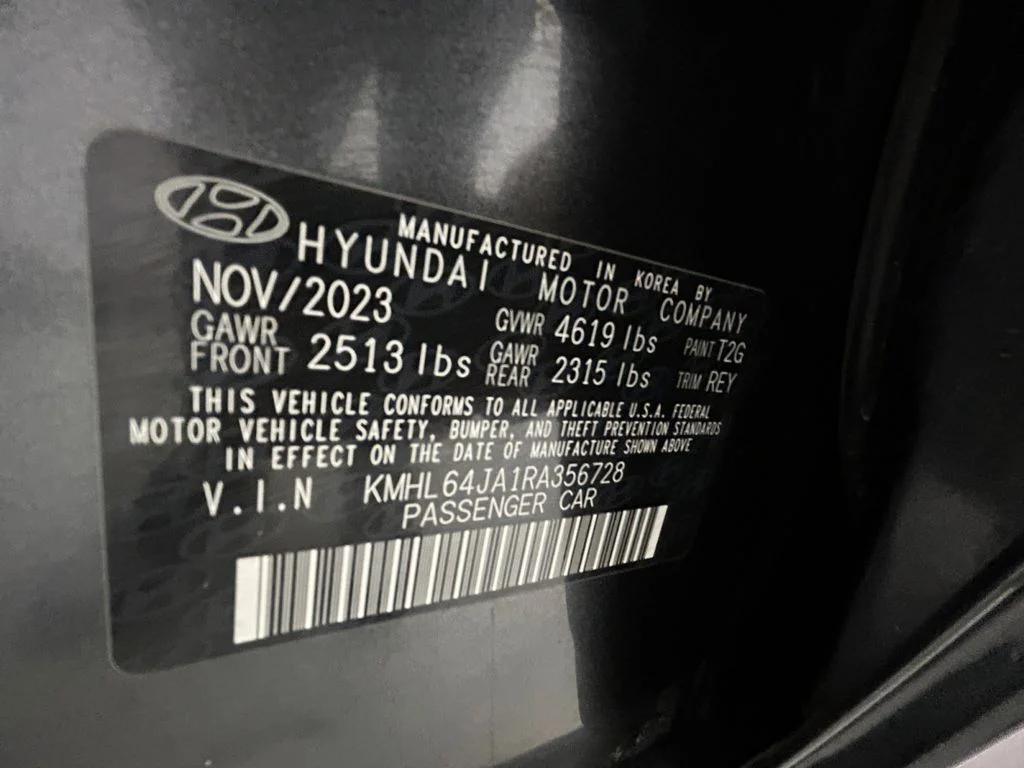 MANUFACTURED IN KOREA BY
HYUNDAI MOTOR COMPANY
NOV/2023 GVWR 4619 lbs PAINT T2G
GAWR FRONT 2513 lbs GAWR REAR 2315 lbs TRIM REY
THIS VEHICLE CONFORMS TO ALL APPLICABLE U.S.A. FEDERAL
MOTOR VEHICLE SAFETY, BUMPER, AND THEFT PREVENTION STANDARDS
IN EFFECT ON THE DATE OF MANUFACTURE SHOWN ABOVE
V.I.N KMHL64JA1RA356728
PASSENGER CAR